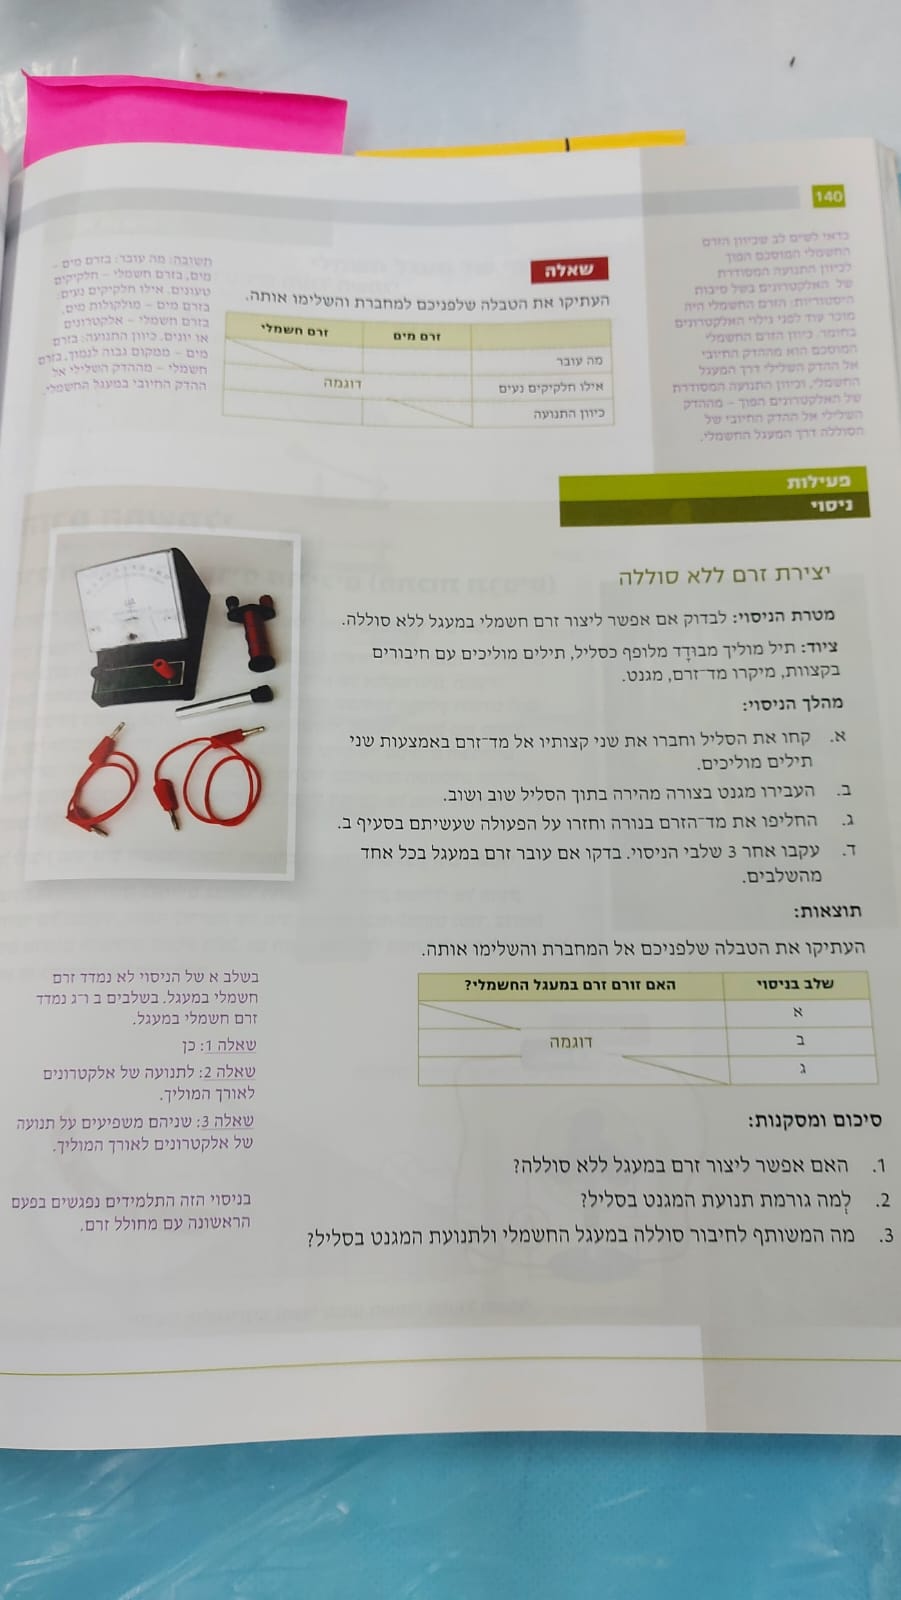 140
כדאי לשים לב שכיוון הזרם
החשמלי המוסכם הפוך
לכיוון התנועה המסודרת
של האלקטרונים בשל סיבות
היסטוריות: הזרם החשמלי היה
מוכר עוד לפני גילוי האלקטרונים
בחומר. כיוון הזרם החשמלי
המוסכם הוא מההדק החיובי
אל ההדק השלילי דרך המעגל
החשמלי, וכיוון התנועה המסודרת
של האלקטרונים הפוך – מההדק
השלילי אל ההדק החיובי של
הסוללה דרך המעגל החשמלי.
שאלה
העתיקו את הטבלה שלפניכם למחברת והשלימו אותה.
זרם מים זרם חשמלי
מה עובר
אילו חלקיקים נעים דוגמה
כיוון התנועה
תשובה: מה עובר: בזרם מים –
מים, בזרם חשמלי – חלקיקים
טעונים. אילו חלקיקים נעים:
בזרם מים – מולקולות מים,
בזרם חשמלי – אלקטרונים
או יונים. כיוון התנועה: בזרם
מים – ממקום גבוה לנמוך, בזרם
חשמלי – מההדק השלילי אל
ההדק החיובי במעגל החשמלי.
פעילות
ניסוי
יצירת זרם ללא סוללה
מטרת הניסוי: לבדוק אם אפשר ליצור זרם חשמלי במעגל ללא סוללה.
ציוד: תיל מוליך מבוּדָד מלופף כסליל, תילים מוליכים עם חיבורים
בקצוות, מיקרו מד־זרם, מגנט.
מהלך הניסוי:
א. קחו את הסליל וחברו את שני קצותיו אל מד־זרם באמצעות שני
תילים מוליכים.
ב. העבירו מגנט בצורה מהירה בתוך הסליל שוב ושוב.
ג. החליפו את מד־הזרם בנורה וחזרו על הפעולה שעשיתם בסעיף ב.
ד. עקבו אחר 3 שלבי הניסוי. בדקו אם עובר זרם במעגל בכל אחד
מהשלבים.
תוצאות:
העתיקו את הטבלה שלפניכם אל המחברת והשלימו אותה.
שלב בניסוי האם זורם זרם במעגל החשמלי?
א
ב דוגמה
ג
בשלב א של הניסוי לא נמדד זרם
חשמלי במעגל. בשלבים ב ו־ג נמדד
זרם חשמלי במעגל.
שאלה 1: כן
שאלה 2: לתנועה של אלקטרונים
לאורך המוליך.
שאלה 3: שניהם משפיעים על תנועה
של אלקטרונים לאורך המוליך.
בניסוי הזה התלמידים נפגשים בפעם
הראשונה עם מחולל זרם.
סיכום ומסקנות:
1. האם אפשר ליצור זרם במעגל ללא סוללה?
2. לְמה גורמת תנועת המגנט בסליל?
3. מה המשותף לחיבור סוללה במעגל החשמלי ולתנועת המגנט בסליל?